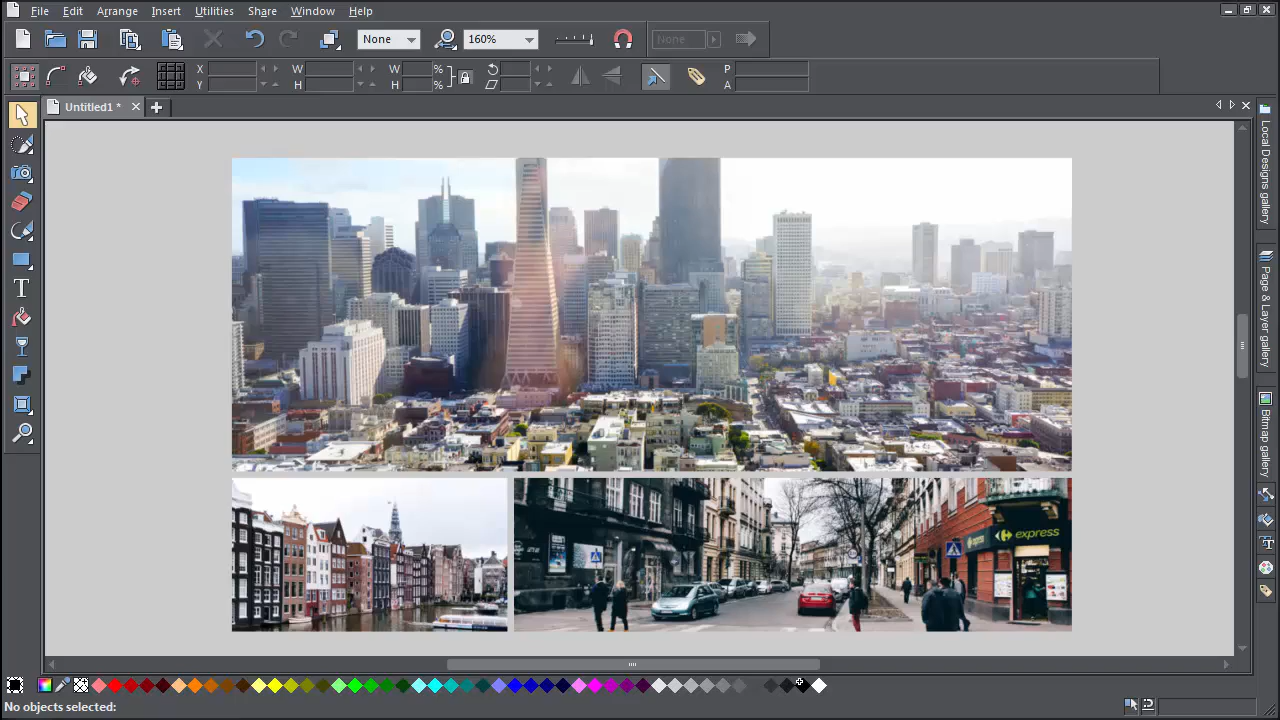 File Edit Arrange Insert Utilities Share Window Help
None 160% None
X W W % P
Y H H % A
Untitled1 *
Local Designs gallery
Page & Layer gallery
Bitmap gallery
express
No objects selected: